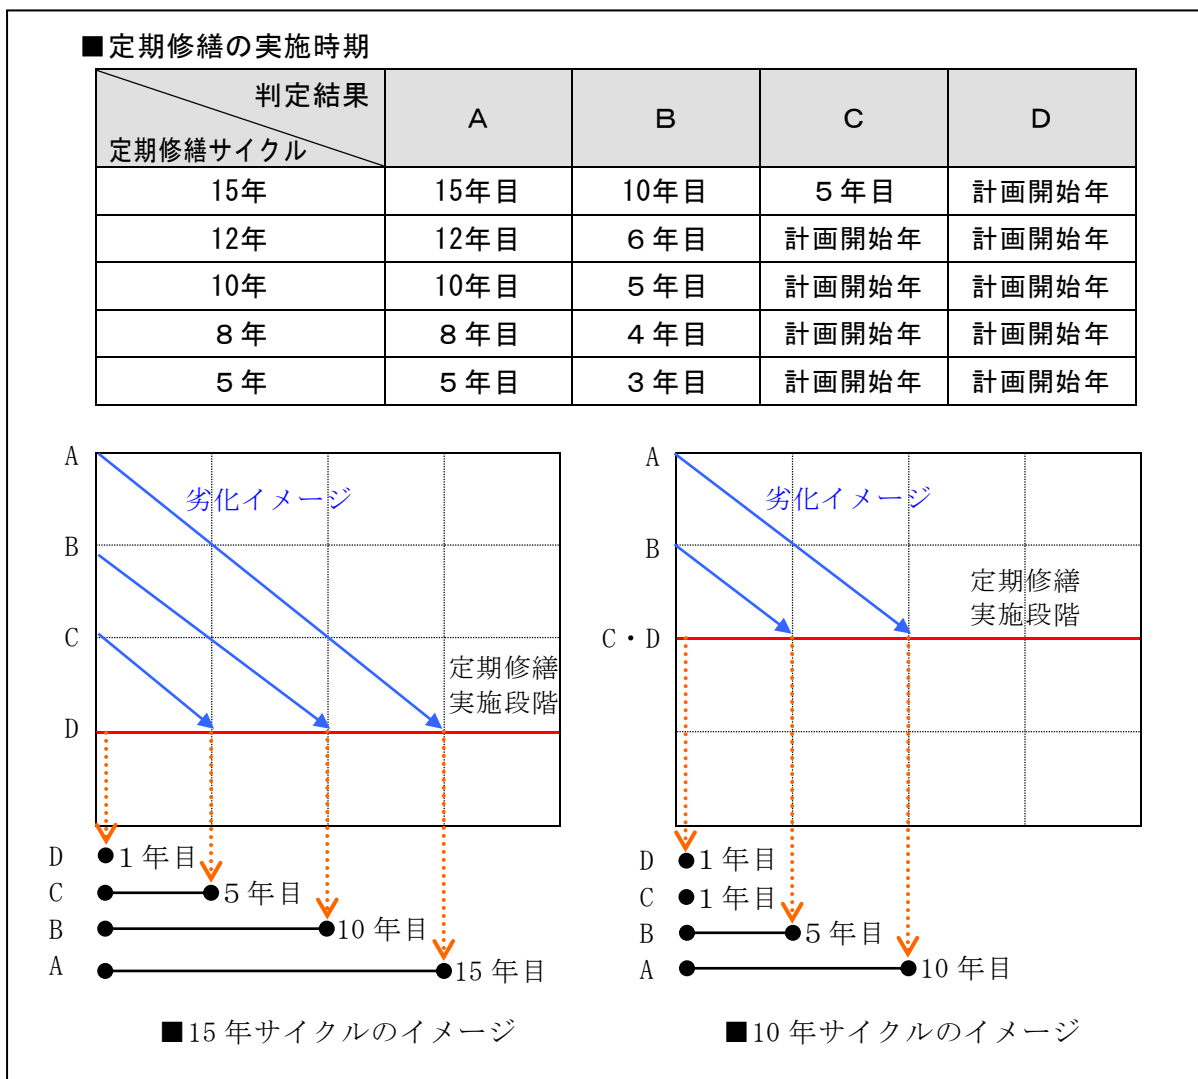 ■定期修繕の実施時期
判定結果
定期修繕サイクル
A B C D
15年 15年目 10年目 5年目 計画開始年
12年 12年目 6年目 計画開始年 計画開始年
10年 10年目 5年目 計画開始年 計画開始年
8年 8年目 4年目 計画開始年 計画開始年
5年 5年目 3年目 計画開始年 計画開始年
A
劣化イメージ
B
C
定期修繕
実施段階
D
D 1年目
C 5年目
B 10年目
A 15年目
■15年サイクルのイメージ
A
劣化イメージ
B
定期修繕
実施段階
C・D
D 1年目
C 1年目
B 5年目
A 10年目
■10年サイクルのイメージ